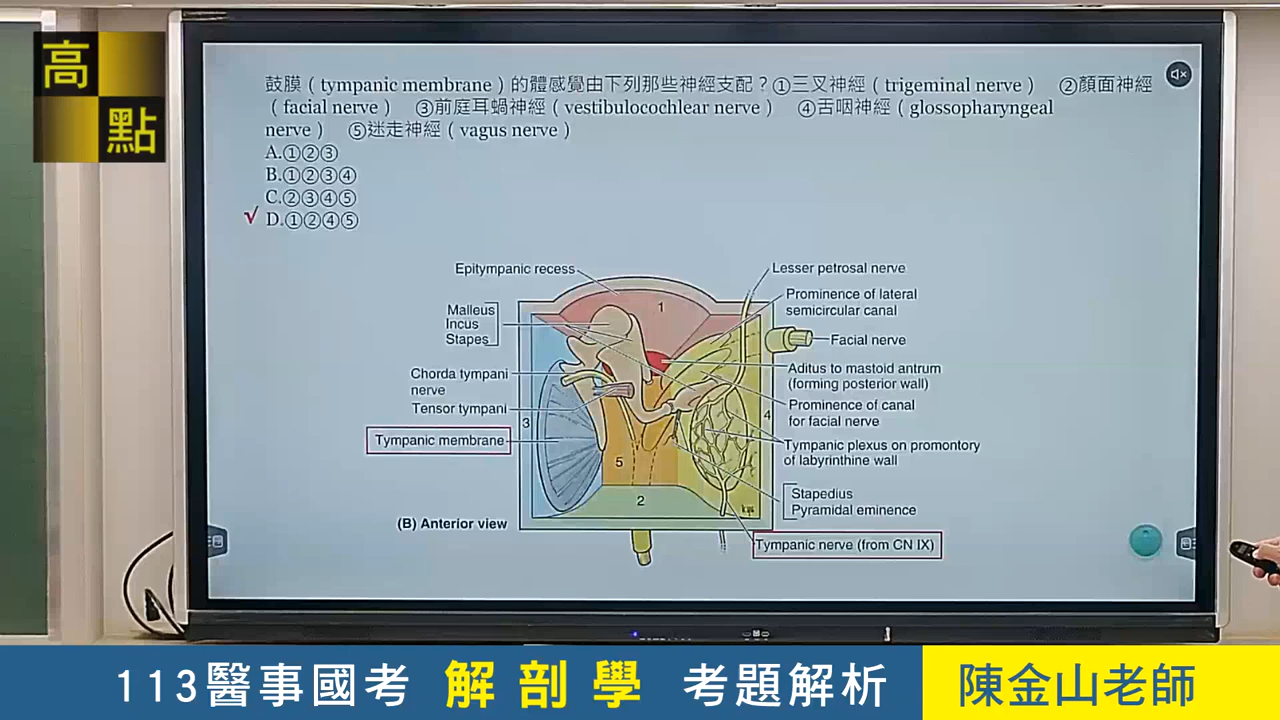 高
點
鼓膜（tympanic membrane）的體感覺由下列那些神經支配？①三叉神經（trigeminal nerve） ②顏面神經
（facial nerve） ③前庭耳蝸神經（vestibulocochlear nerve） ④舌咽神經（glossopharyngeal
nerve） ⑤迷走神經（vagus nerve）
A.①②③
B.①②③④
C.②③④⑤
√ D.①②④⑤
Epitympanic recess
Lesser petrosal nerve
Malleus
Incus
Stapes
1
Prominence of lateral
semicircular canal
Facial nerve
Chorda tympani
nerve
Aditus to mastoid antrum
(forming posterior wall)
Tensor tympani
3
4
Prominence of canal
for facial nerve
Tympanic membrane
Tympanic plexus on promontory
of labyrinthine wall
5
2
Stapedius
Pyramidal eminence
(B) Anterior view
Tympanic nerve (from CN IX)
113醫事國考 解剖學 考題解析 陳金山老師